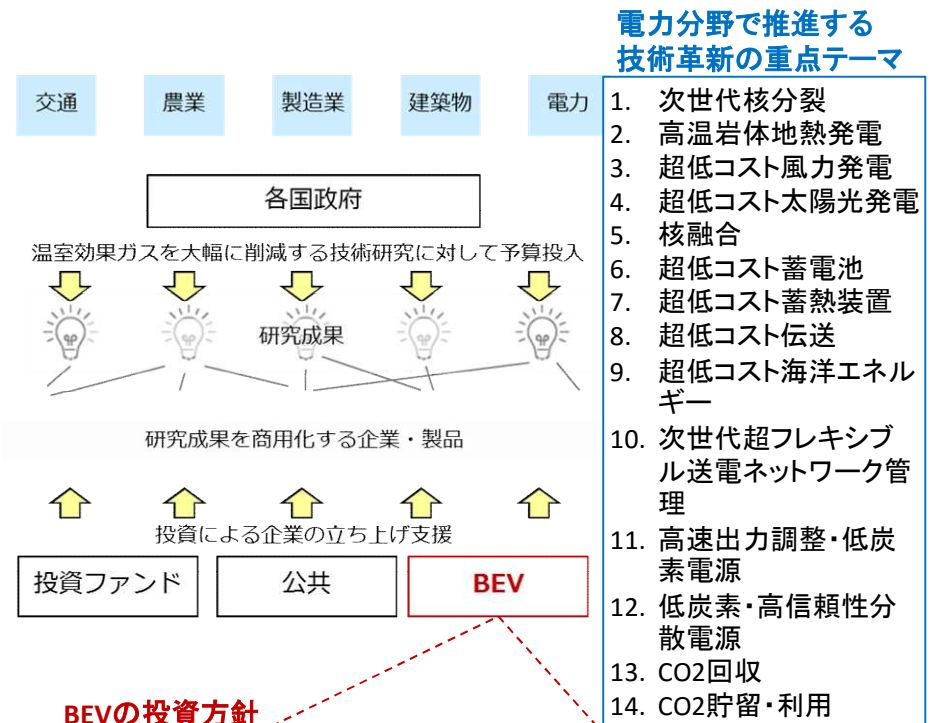 電力分野で推進する
技術革新の重点テーマ
交通
農業
製造業
建築物
電力
各国政府
温室効果ガスを大幅に削減する技術研究に対して予算投入
研究成果
研究成果を商用化する企業・製品
投資による企業の立ち上げ支援
投資ファンド
公共
BEV
BEVの投資方針
1. 次世代核分裂
2. 高温岩体地熱発電
3. 超低コスト風力発電
4. 超低コスト太陽光発電
5. 核融合
6. 超低コスト蓄電池
7. 超低コスト蓄熱装置
8. 超低コスト伝送
9. 超低コスト海洋エネル
ギー
10. 次世代超フレキシブ
ル送電ネットワーク管
理
11. 高速出力調整・低炭
素電源
12. 低炭素・高信頼性分
散電源
13. CO2回収
14. CO2貯留・利用